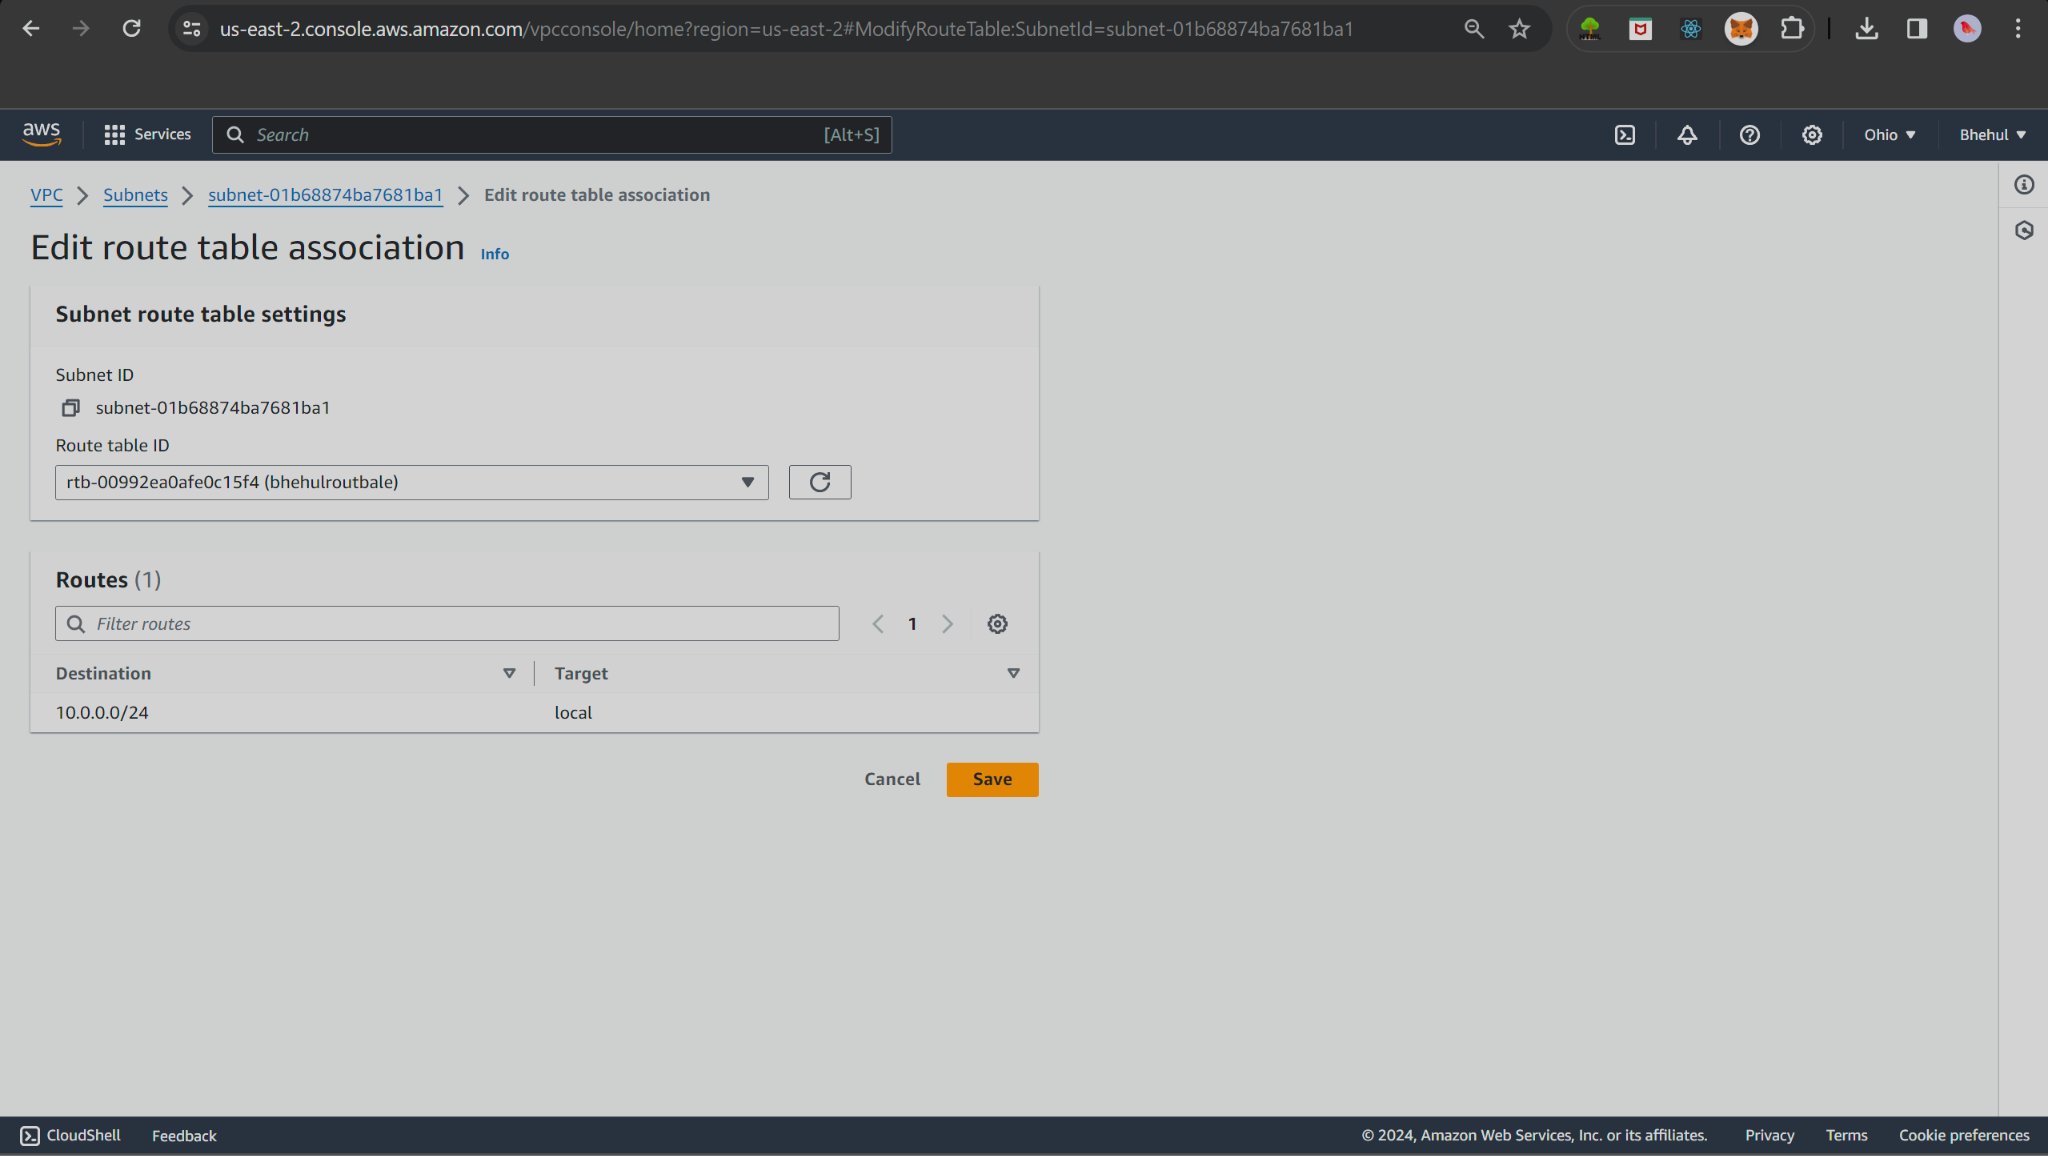 us-east-2.console.aws.amazon.com/vpcconsole/home?region=us-east-2#ModifyRouteTable:SubnetId=subnet-01b68874ba7681ba1
aws Services Search [Alt+S] Ohio Bhehul
VPC Subnets subnet-01b68874ba7681ba1 Edit route table association
Edit route table association Info
Subnet route table settings
Subnet ID
subnet-01b68874ba7681ba1
Route table ID
rtb-00992ea0afe0c15f4 (bhehulroutbale)
Routes (1)
Filter routes 1
Destination Target
10.0.0.0/24 local
Cancel Save
CloudShell Feedback © 2024, Amazon Web Services, Inc. or its affiliates. Privacy Terms Cookie preferences